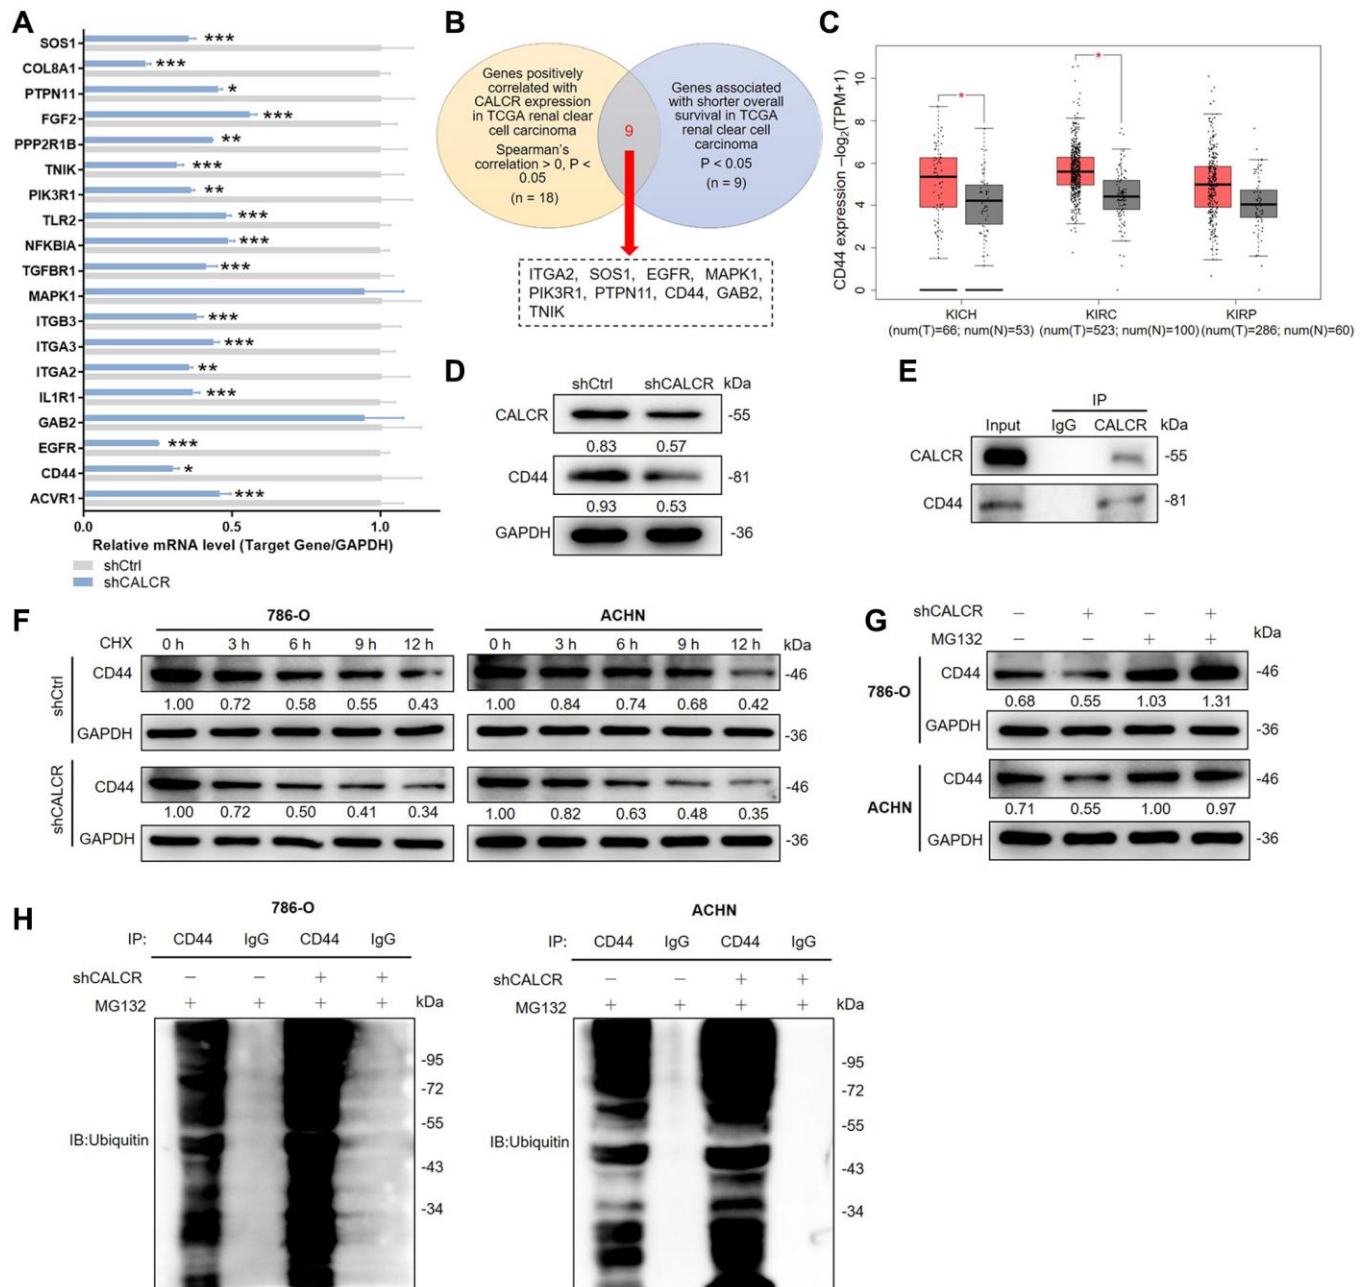 A
SOS1 ***
COL8A1 ***
PTPN11 *
FGF2 ***
PPP2R1B **
TNIK ***
PIK3R1 **
TLR2 ***
NFKBIA ***
TGFBR1 ***
MAPK1
ITGB3 ***
ITGA3 ***
ITGA2 **
IL1R1 ***
GAB2
EGFR ***
CD44 *
ACVR1 ***
0.0 0.5 1.0
Relative mRNA level (Target Gene/GAPDH)
shCtrl
shCALCR
B
Genes positively
correlated with
CALCR expression
in TCGA renal clear
cell carcinoma
Spearman's
correlation > 0, P <
0.05
(n = 18)
9
Genes associated
with shorter overall
survival in TCGA
renal clear cell
carcinoma
P < 0.05
(n = 9)
ITGA2, SOS1, EGFR, MAPK1,
PIK3R1, PTPN11, CD44, GAB2,
TNIK
C
CD44 expression −log2(TPM+1)
10
8
6
4
2
0
* *
KICH KIRC KIRP
(num(T)=66; num(N)=53) (num(T)=523; num(N)=100) (num(T)=286; num(N)=60)
D
shCtrl shCALCR kDa
CALCR -55
0.83 0.57
CD44 -81
0.93 0.53
GAPDH -36
E
IP
Input IgG CALCR kDa
CALCR -55
CD44 -81
F
786-O ACHN
CHX 0 h 3 h 6 h 9 h 12 h 0 h 3 h 6 h 9 h 12 h kDa
shCtrl
CD44 -46
1.00 0.72 0.58 0.55 0.43 1.00 0.84 0.74 0.68 0.42
GAPDH -36
shCALCR
CD44 -46
1.00 0.72 0.50 0.41 0.34 1.00 0.82 0.63 0.48 0.35
GAPDH -36
G
shCALCR − + − +
MG132 − − + + kDa
786-O
CD44 -46
0.68 0.55 1.03 1.31
GAPDH -36
ACHN
CD44 -46
0.71 0.55 1.00 0.97
GAPDH -36
H
786-O
IP: CD44 IgG CD44 IgG
shCALCR − − + +
MG132 + + + + kDa
-95
-72
-55
IB:Ubiquitin
-43
-34
ACHN
IP: CD44 IgG CD44 IgG
shCALCR − − + +
MG132 + + + + kDa
-95
-72
-55
IB:Ubiquitin
-43
-34